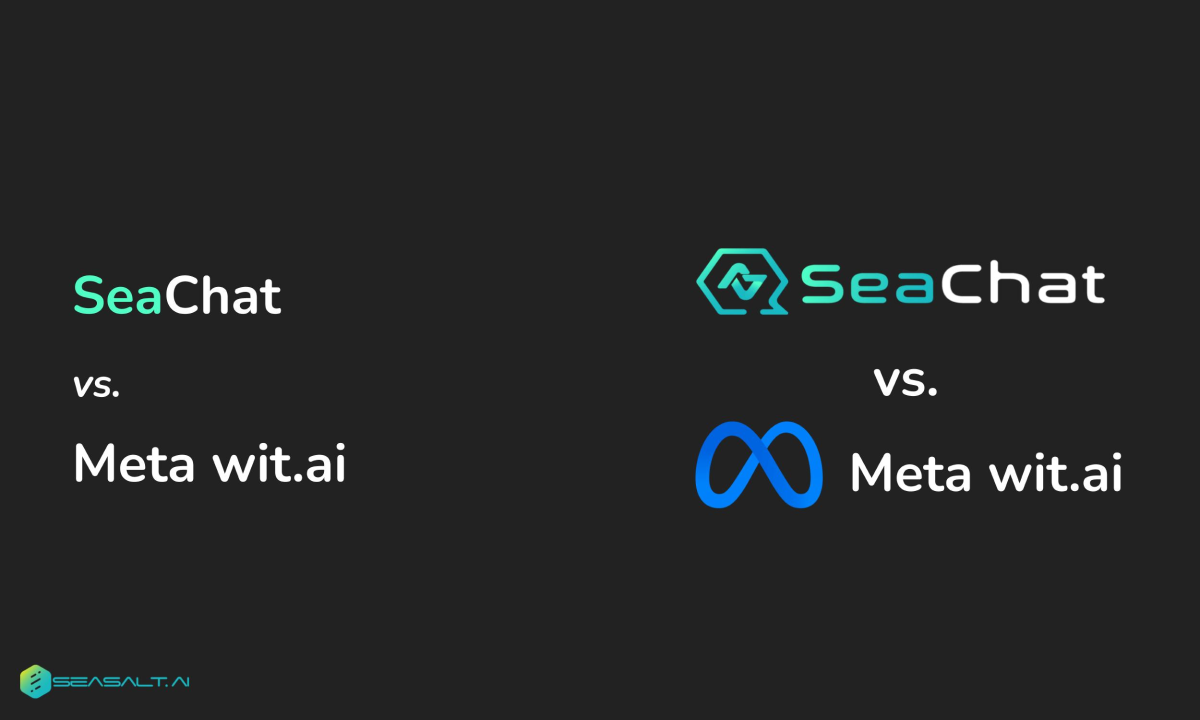 SeaChat
vs.
Meta wit.ai
SeaChat
vs.
Meta wit.ai
SEASALT.AI